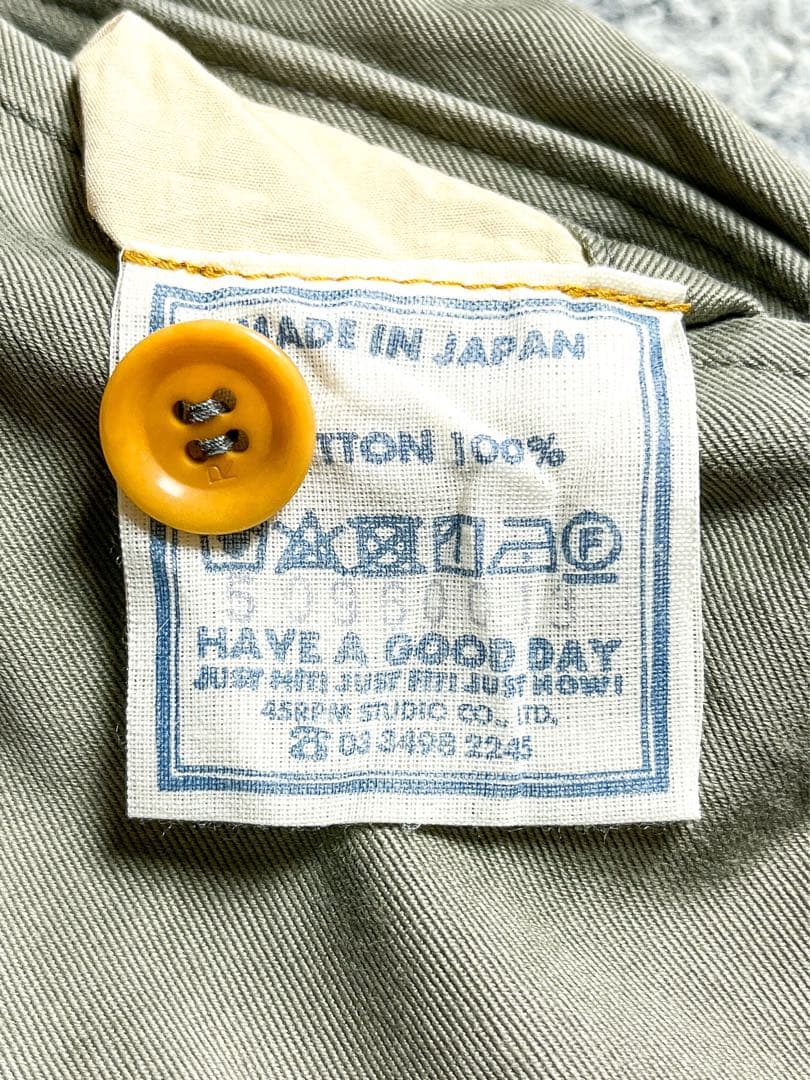 MADE IN JAPAN
TTON 100%
F
HAVE A GOOD DAY
JUST HIT! JUST FIT! JUST NOW!
45RPM STUDIO CO., LTD.
☎ 03 3498 2245
R